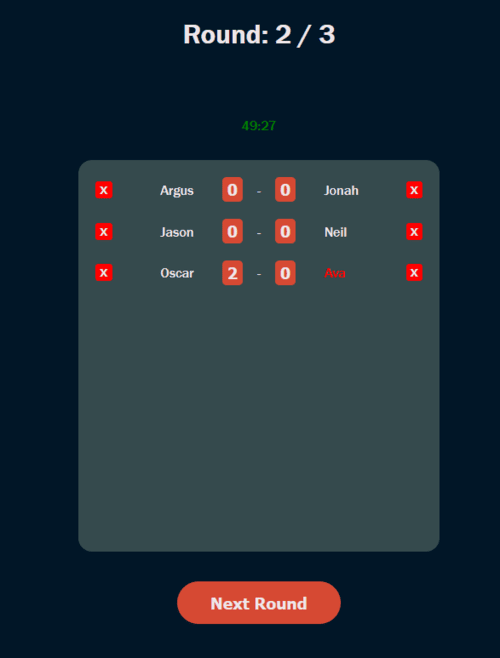 Round: 2 / 3
49:27
X Argus 0 - 0 Jonah X
X Jason 0 - 0 Neil X
X Oscar 2 - 0 Ava X
Next Round